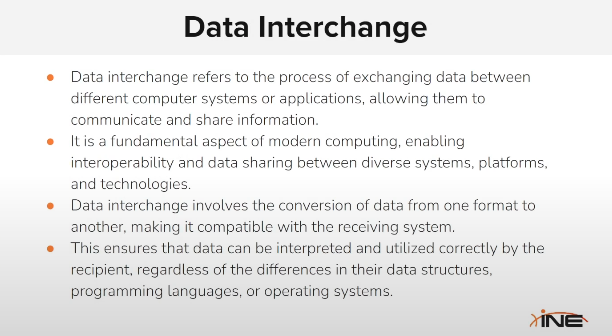 Data Interchange
● Data interchange refers to the process of exchanging data between
different computer systems or applications, allowing them to
communicate and share information.
● It is a fundamental aspect of modern computing, enabling
interoperability and data sharing between diverse systems, platforms,
and technologies.
● Data interchange involves the conversion of data from one format to
another, making it compatible with the receiving system.
● This ensures that data can be interpreted and utilized correctly by the
recipient, regardless of the differences in their data structures,
programming languages, or operating systems.
INE